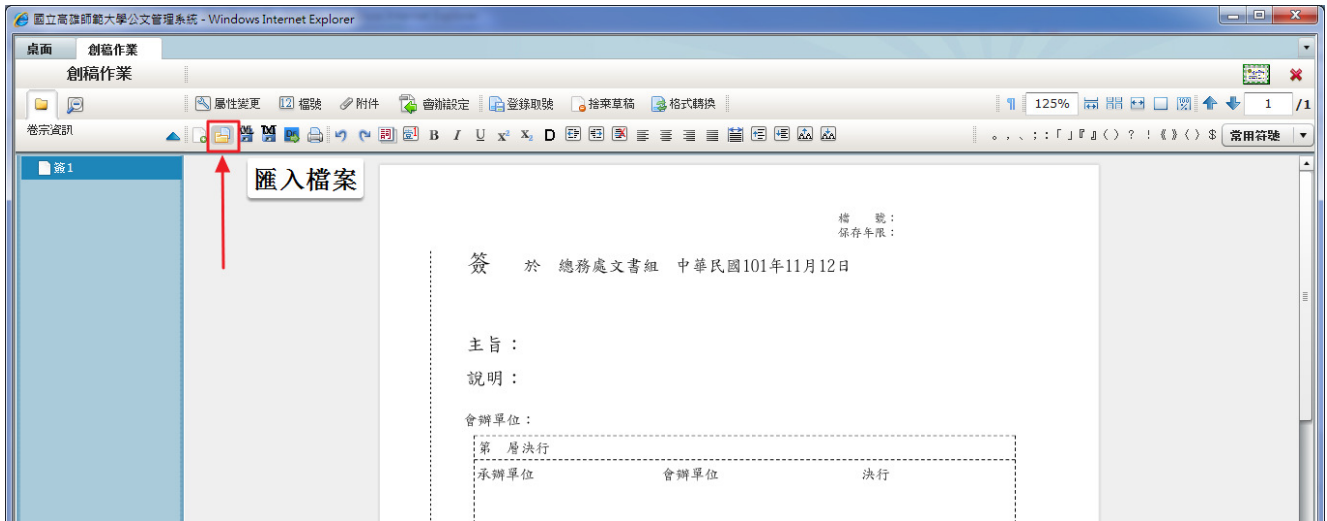 國立高雄師範大學公文管理系統 - Windows Internet Explorer
桌面 創稿作業
創稿作業
屬性變更 檔號 附件 會辦設定 登錄取號 捨棄草稿 格式轉換 125% 1 /1
卷宗資訊 B I U x² X₂ D 。，、；：「」『』〈〉？！《》（）$ 常用符號
簽1
匯入檔案
檔 號：
保存年限：
簽 於 總務處文書組 中華民國101年11月12日
主旨：
說明：
會辦單位：
第 層決行
承辦單位 會辦單位 決行